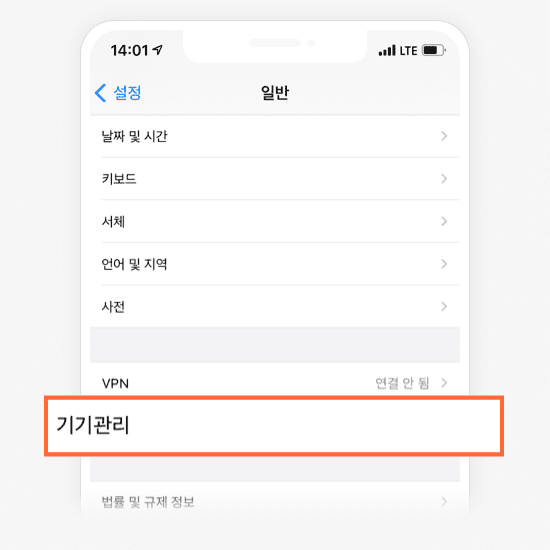 14:01 LTE
설정 일반
날짜 및 시간
키보드
서체
언어 및 지역
사전
VPN 연결 안 됨
기기관리
법률 및 규제 정보